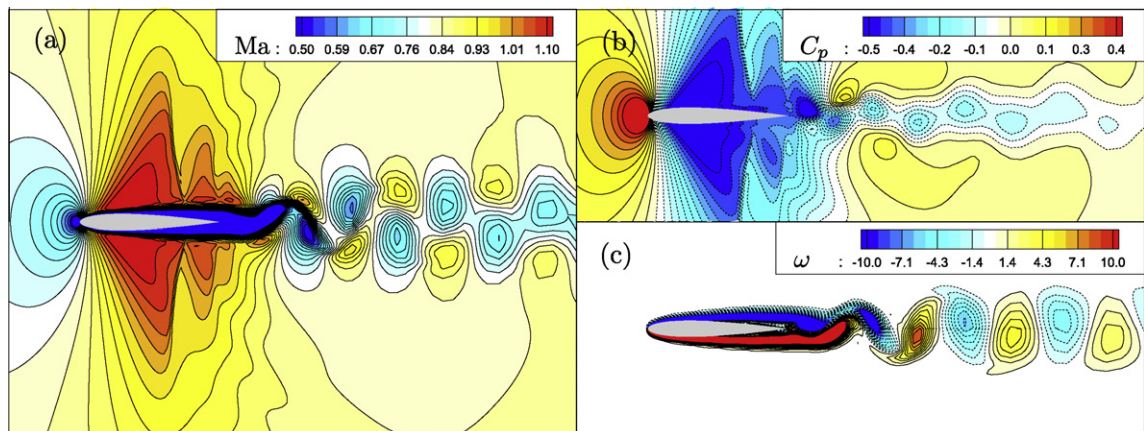 (a)
Ma :
0.50 0.59 0.67 0.76 0.84 0.93 1.01 1.10
(b)
Cp :
-0.5 -0.4 -0.2 -0.1 0.0 0.1 0.3 0.4
(c)
ω :
-10.0 -7.1 -4.3 -1.4 1.4 4.3 7.1 10.0